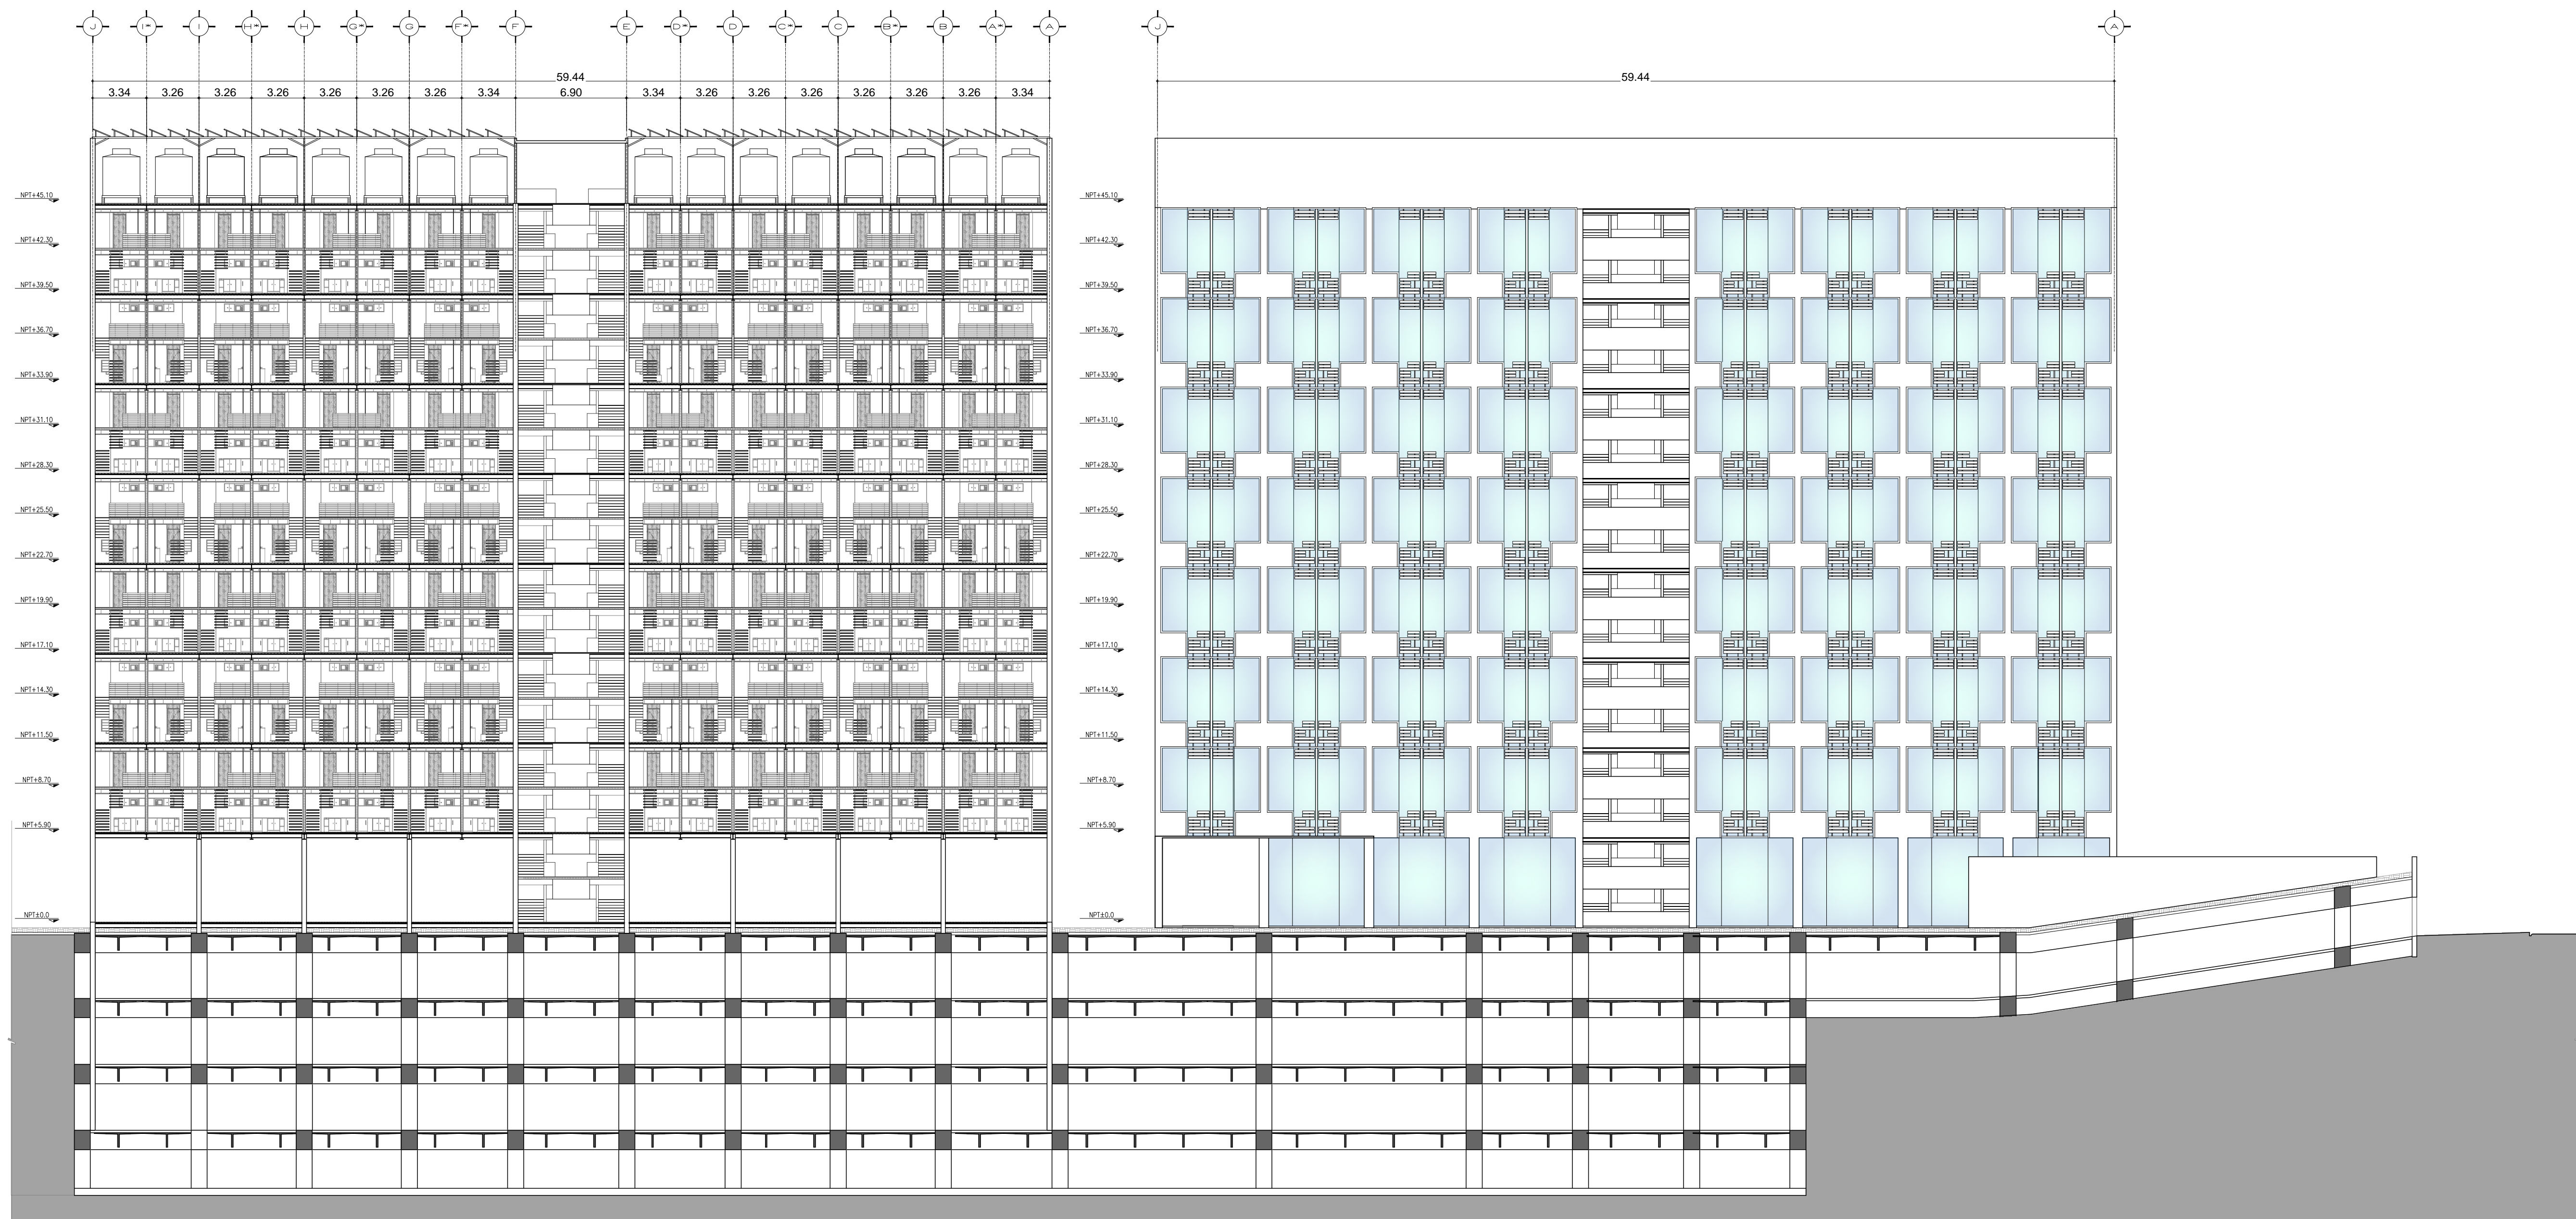 J I* I H* H G* G F* F E D* D C* C B* B A* A J A
59.44 59.44
3.34 3.26 3.26 3.26 3.26 3.26 3.26 3.34 6.90 3.34 3.26 3.26 3.26 3.26 3.26 3.26 3.34
NPT+45.10 NPT+45.10
NPT+42.30 NPT+42.30
NPT+39.50 NPT+39.50
NPT+36.70 NPT+36.70
NPT+33.90 NPT+33.90
NPT+31.10 NPT+31.10
NPT+28.30 NPT+28.30
NPT+25.50 NPT+25.50
NPT+22.70 NPT+22.70
NPT+19.90 NPT+19.90
NPT+17.10 NPT+17.10
NPT+14.30 NPT+14.30
NPT+11.50 NPT+11.50
NPT+8.70 NPT+8.70
NPT+5.90 NPT+5.90
NPT±0.0 NPT±0.0